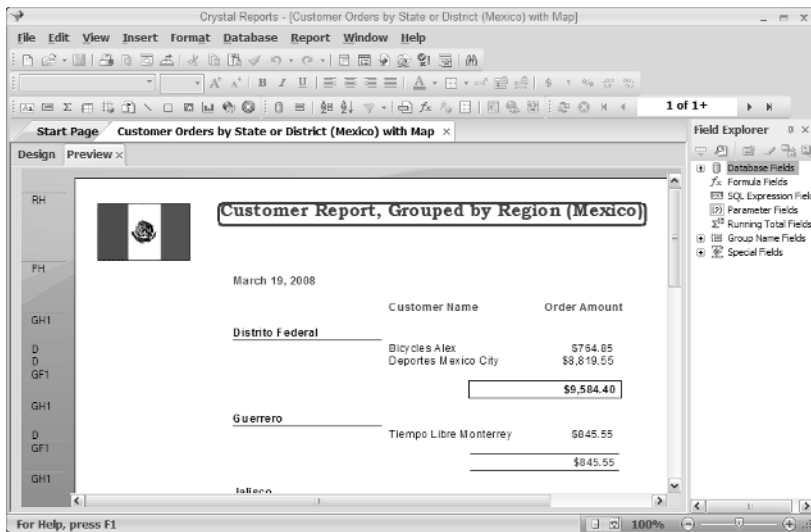 Crystal Reports - [Customer Orders by State or District (Mexico) with Map]
File Edit View Insert Format Database Report Window Help
1 of 1+
Start Page Customer Orders by State or District (Mexico) with Map
Field Explorer
Design Preview
Database Fields
Formula Fields
SQL Expression Field
Parameter Fields
Running Total Fields
Group Name Fields
Special Fields
RH
Customer Report, Grouped by Region (Mexico)
PH
March 19, 2008
Customer Name Order Amount
GH1
Distrito Federal
D Bicycles Alex $764.85
D Deportes Mexico City $8,819.55
GF1
$9,584.40
GH1
Guerrero
D Tiempo Libre Monterrey $845.55
GF1
$845.55
GH1
Jalisco
For Help, press F1
100%